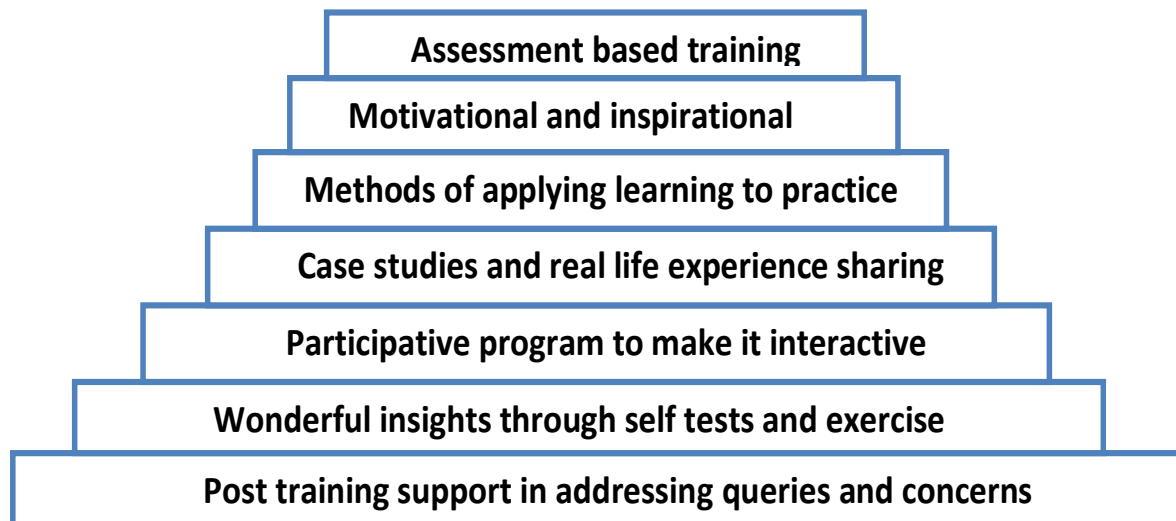 Assessment based training
Motivational and inspirational
Methods of applying learning to practice
Case studies and real life experience sharing
Participative program to make it interactive
Wonderful insights through self tests and exercise
Post training support in addressing queries and concerns